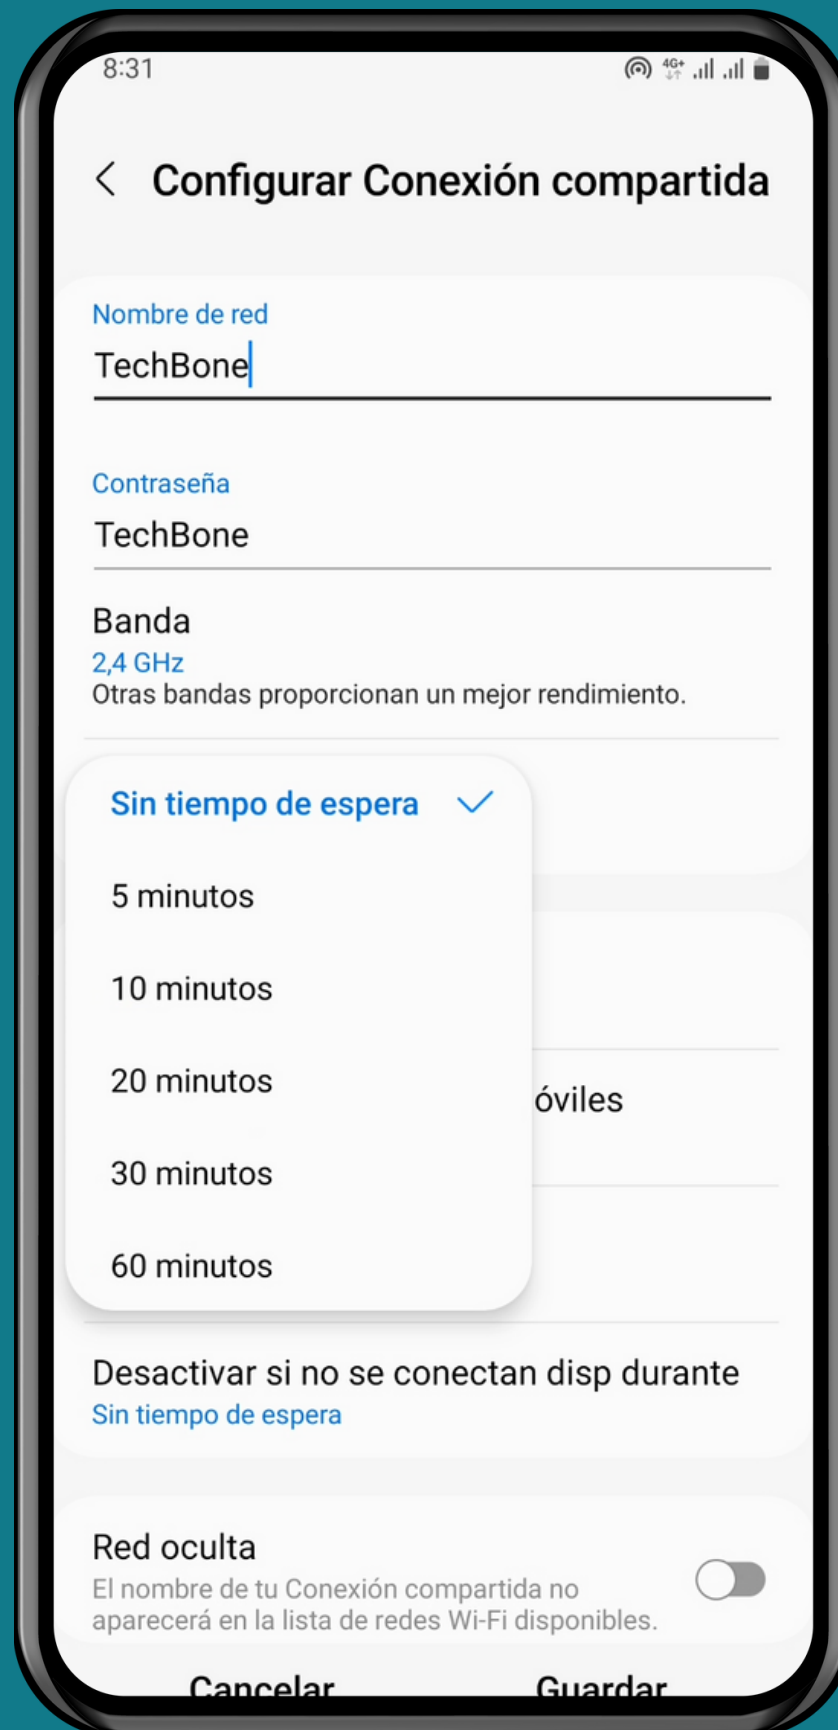 8:31
4G+
Configurar Conexión compartida
Nombre de red
TechBone
Contraseña
TechBone
Banda
2,4 GHz
Otras bandas proporcionan un mejor rendimiento.
Sin tiempo de espera
5 minutos
10 minutos
20 minutos
óviles
30 minutos
60 minutos
Desactivar si no se conectan disp durante
Sin tiempo de espera
Red oculta
El nombre de tu Conexión compartida no
aparecerá en la lista de redes Wi-Fi disponibles.
Cancelar Guardar